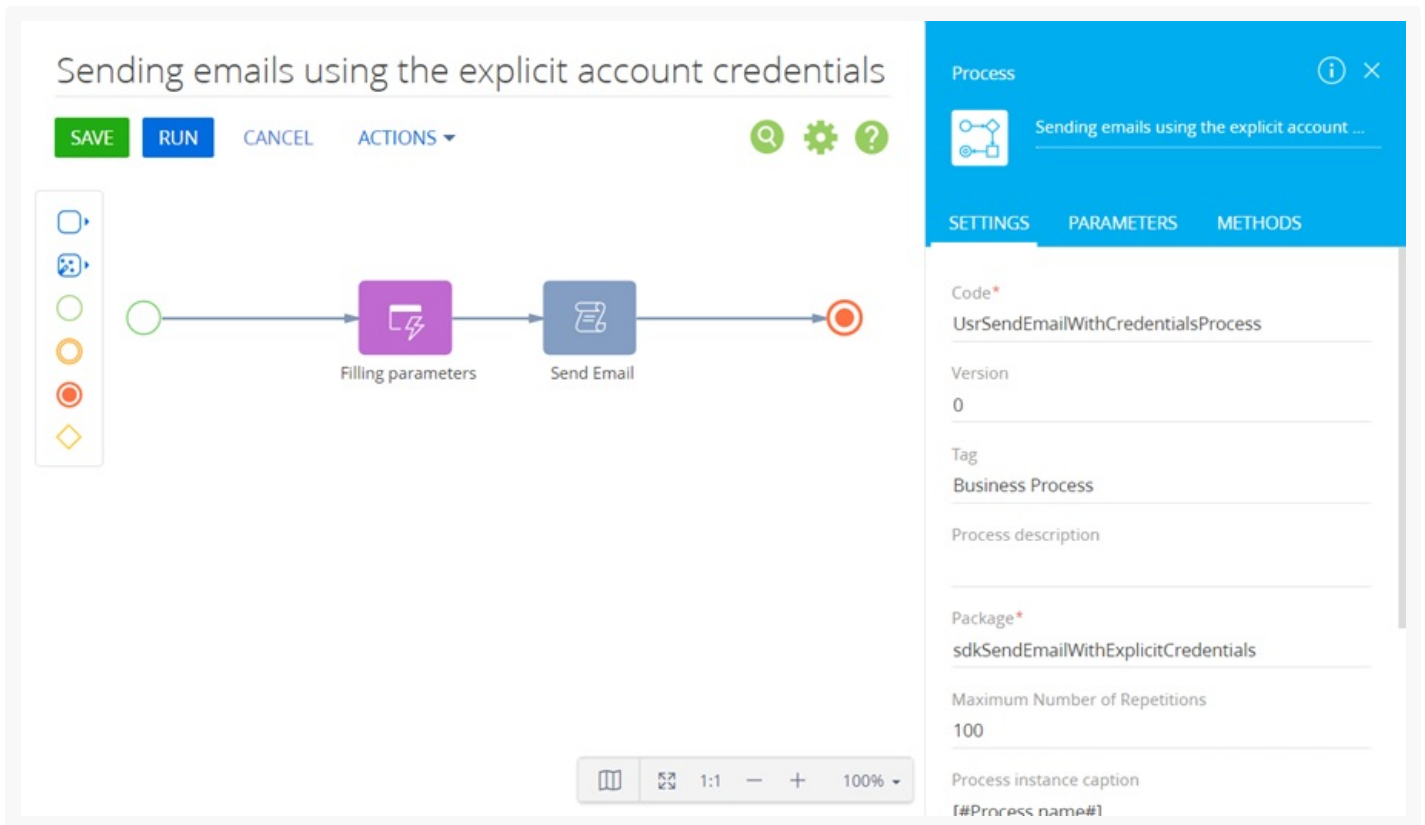 Sending emails using the explicit account credentials
SAVE
RUN
CANCEL
ACTIONS
?
Filling parameters
Send Email
1:1
100%
Process
i
Sending emails using the explicit account ...
SETTINGS
PARAMETERS
METHODS
Code*
UsrSendEmailWithCredentialsProcess
Version
0
Tag
Business Process
Process description
Package*
sdkSendEmailWithExplicitCredentials
Maximum Number of Repetitions
100
Process instance caption
[#Process name#]